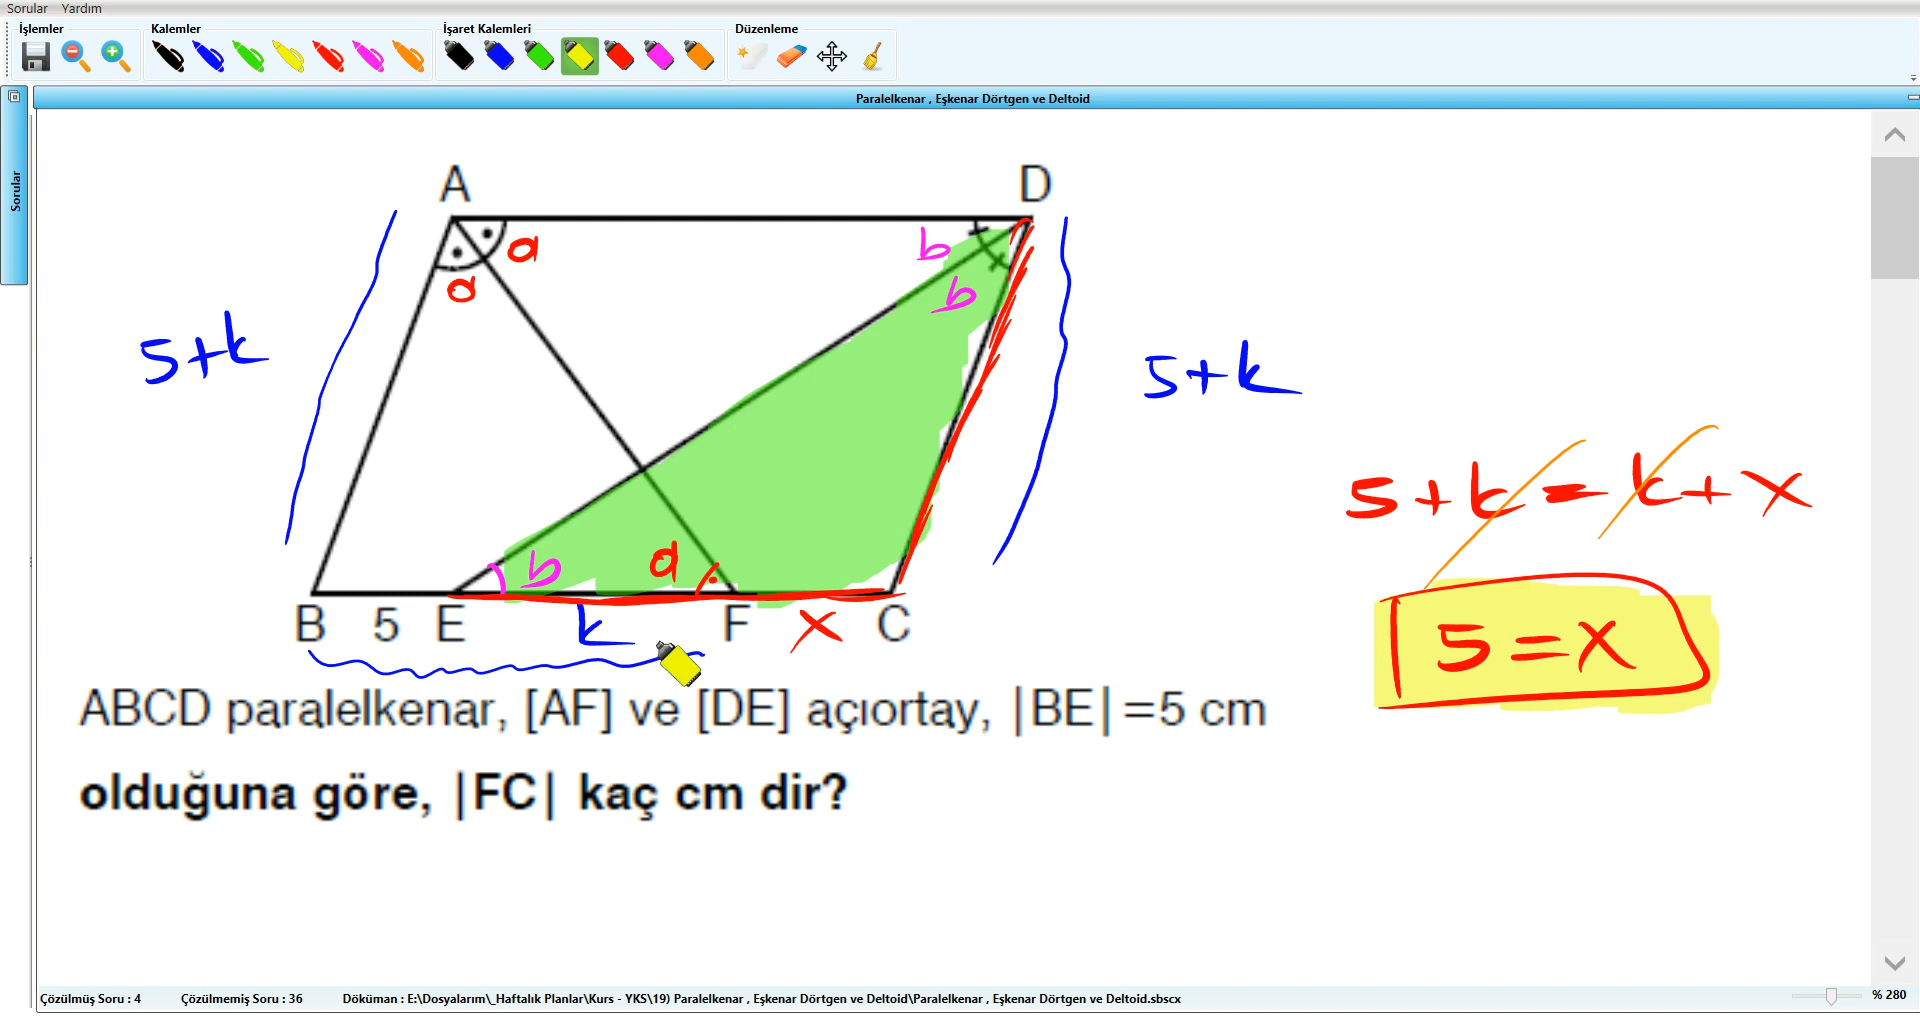 Sorular Yardım
İşlemler Kalemler İşaret Kalemleri Düzenleme
Paralelkenar , Eşkenar Dörtgen ve Deltoid
Sorular
A D
a b
a b
5+k 5+k
5+k=k+x
b a
B 5 E k F x C
5=x
ABCD paralelkenar, [AF] ve [DE] açıortay, |BE|=5 cm
olduğuna göre, |FC| kaç cm dir?
Çözülmüş Soru : 4 Çözülmemiş Soru : 36 Döküman : E:\Dosyalarım\_Haftalık Planlar\Kurs - YKS\19) Paralelkenar , Eşkenar Dörtgen ve Deltoid\Paralelkenar , Eşkenar Dörtgen ve Deltoid.sbscx % 280